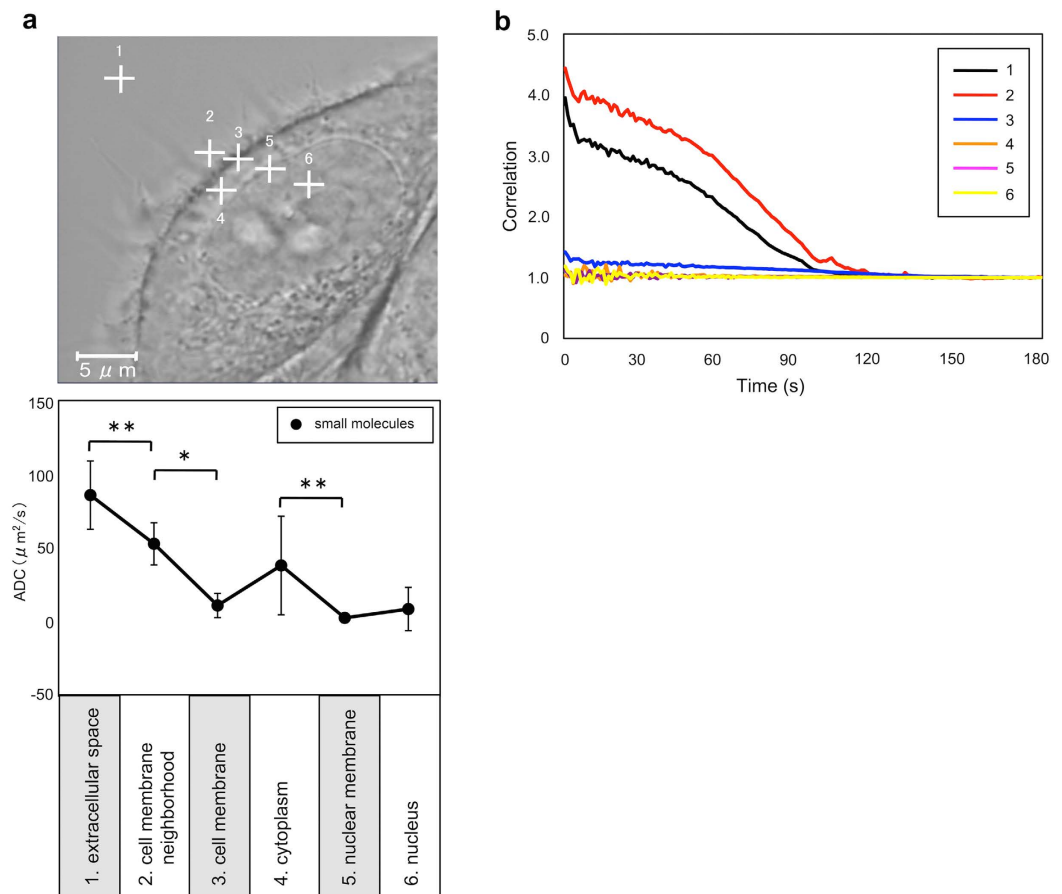 a
1
2
3
5
6
4
5 μ m
150
100
50
0
-50
ADC (μ m²/s)
small molecules
**
*
**
1. extracellular space
2. cell membrane
neighborhood
3. cell membrane
4. cytoplasm
5. nuclear membrane
6. nucleus
b
5.0
4.0
3.0
2.0
1.0
0
Correlation
1
2
3
4
5
6
0 30 60 90 120 150 180
Time (s)